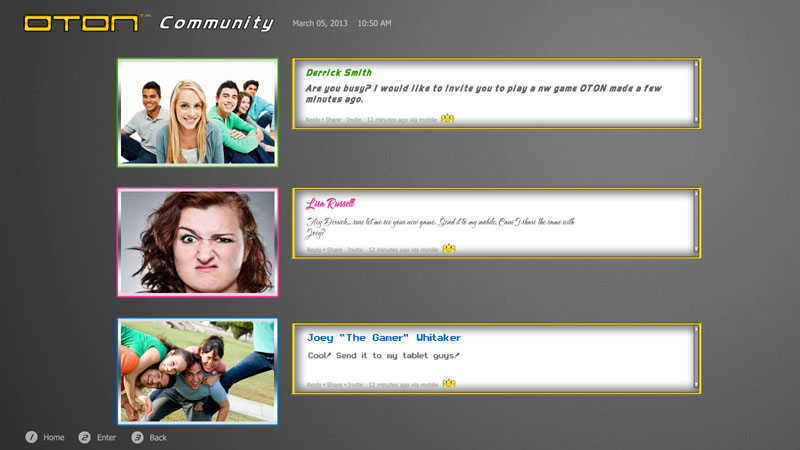 OTON™ Community March 05, 2013 10:50 AM
Derrick Smith
Are you busy? I would like to invite you to play a nw game OTON made a few
minutes ago.
Reply • Share Invite 12 minutes ago via mobile
Lisa Russell
Hey Derrick... sure let me see your new game. Send it to my mobile. Cani I share the same with
Joey?
Reply • Share Invite 12 minutes ago via mobile
Joey "The Gamer" Whitaker
Cool! Send it to my tablet guys!
Reply • Share • Invite 12 minutes ago via mobile
1 Home 2 Enter 3 Back